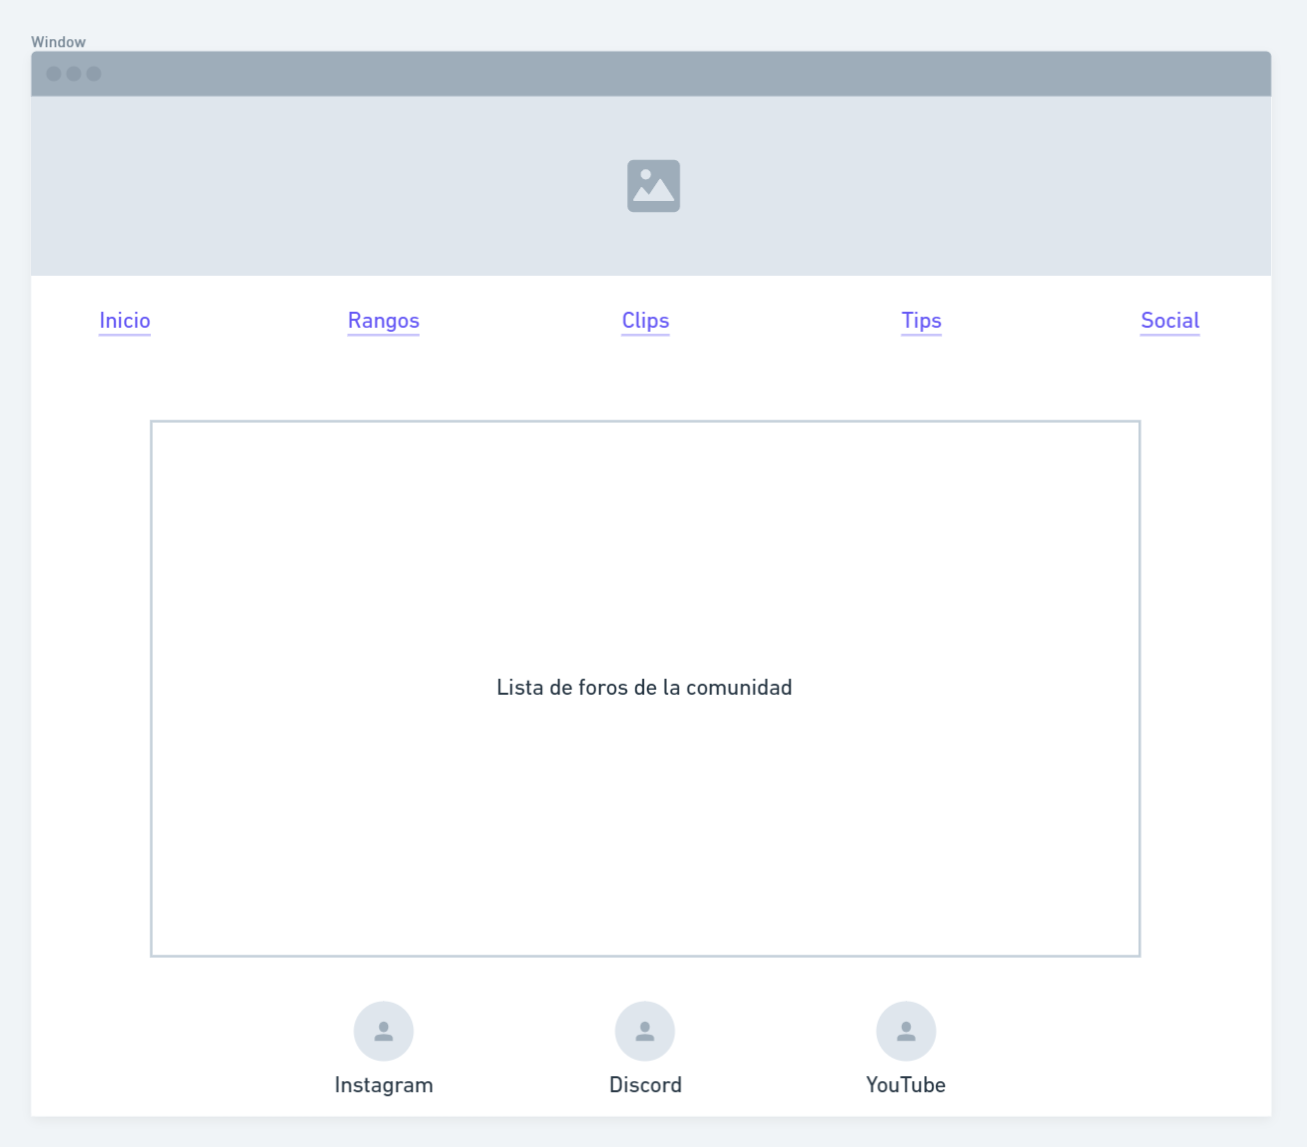 Window
Inicio Rangos Clips Tips Social
Lista de foros de la comunidad
Instagram Discord YouTube